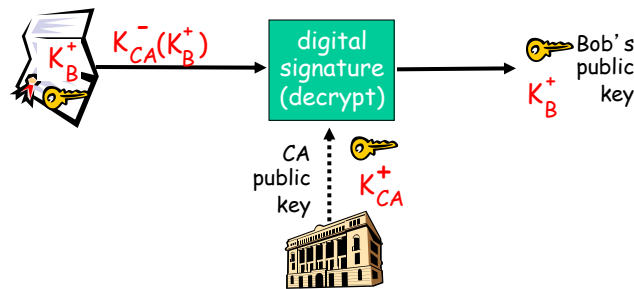 K_B^+
K_CA^-(K_B^+)
digital
signature
(decrypt)
Bob's
public
key
K_B^+
CA
public
key
K_CA^+